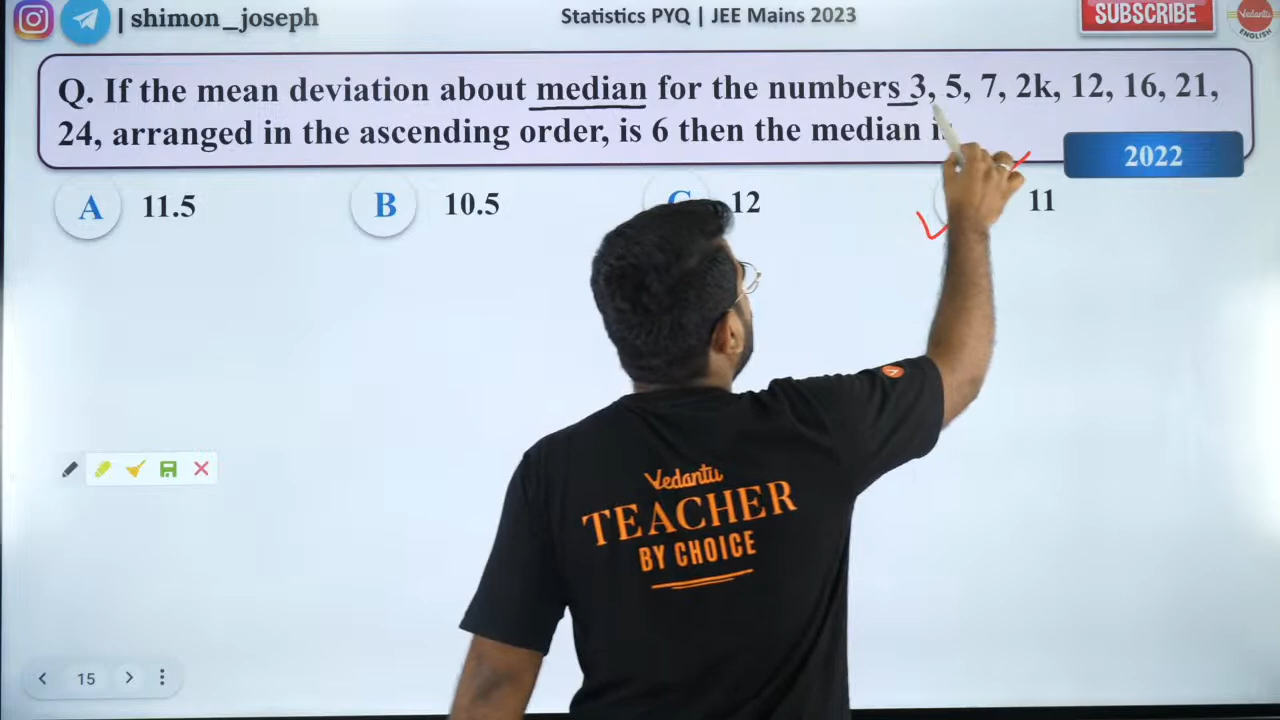 | shimon_joseph
Statistics PYQ | JEE Mains 2023
SUBSCRIBE
Vedantu
ENGLISH
Q. If the mean deviation about median for the numbers 3, 5, 7, 2k, 12, 16, 21,
24, arranged in the ascending order, is 6 then the median
2022
A 11.5
B 10.5
C 12
11
Vedantu
TEACHER
BY CHOICE
15